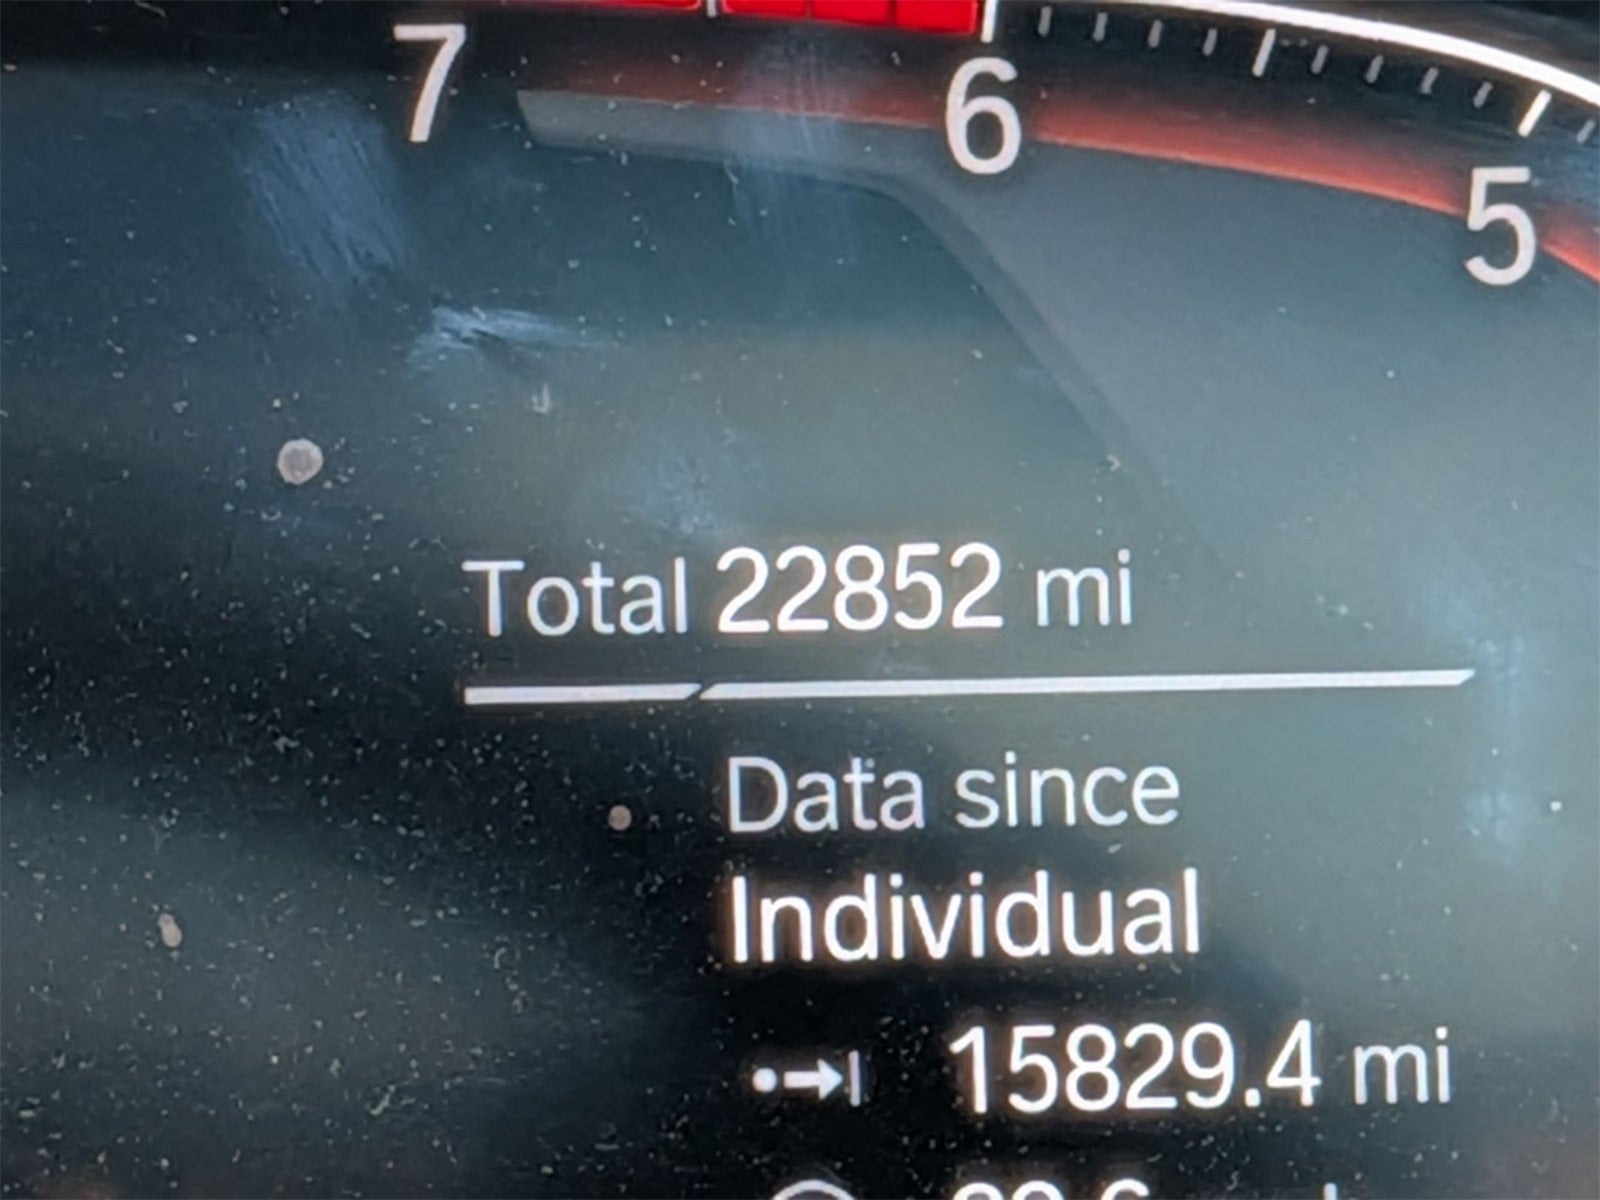 7
6
5
Total 22852 mi
Data since
Individual
15829.4 mi